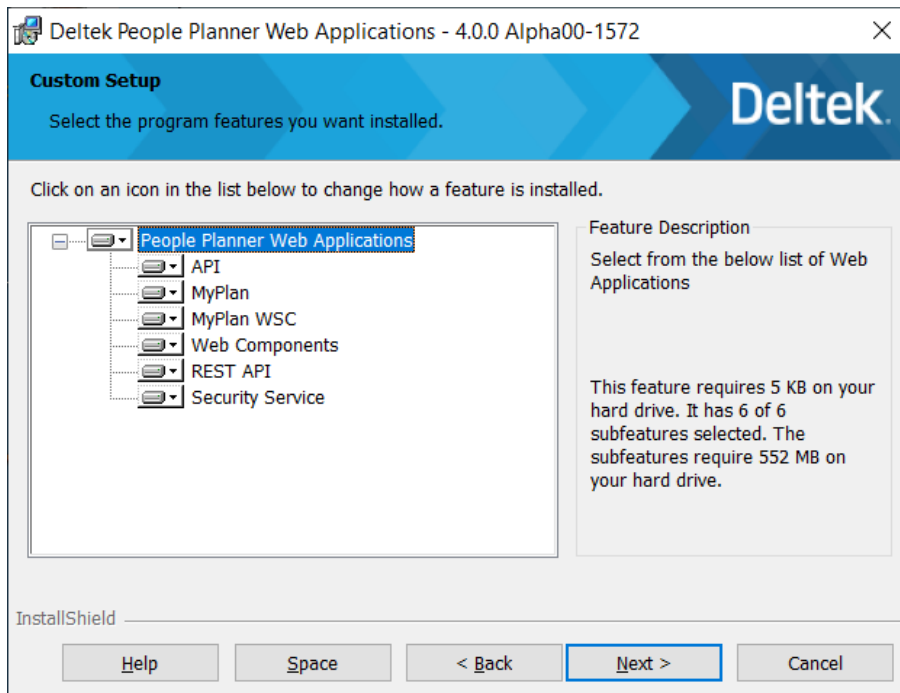 Deltek People Planner Web Applications - 4.0.0 Alpha00-1572
Custom Setup
Select the program features you want installed.
Deltek.
Click on an icon in the list below to change how a feature is installed.
People Planner Web Applications
API
MyPlan
MyPlan WSC
Web Components
REST API
Security Service
Feature Description
Select from the below list of Web
Applications
This feature requires 5 KB on your
hard drive. It has 6 of 6
subfeatures selected. The
subfeatures require 552 MB on
your hard drive.
InstallShield
Help
Space
< Back
Next >
Cancel